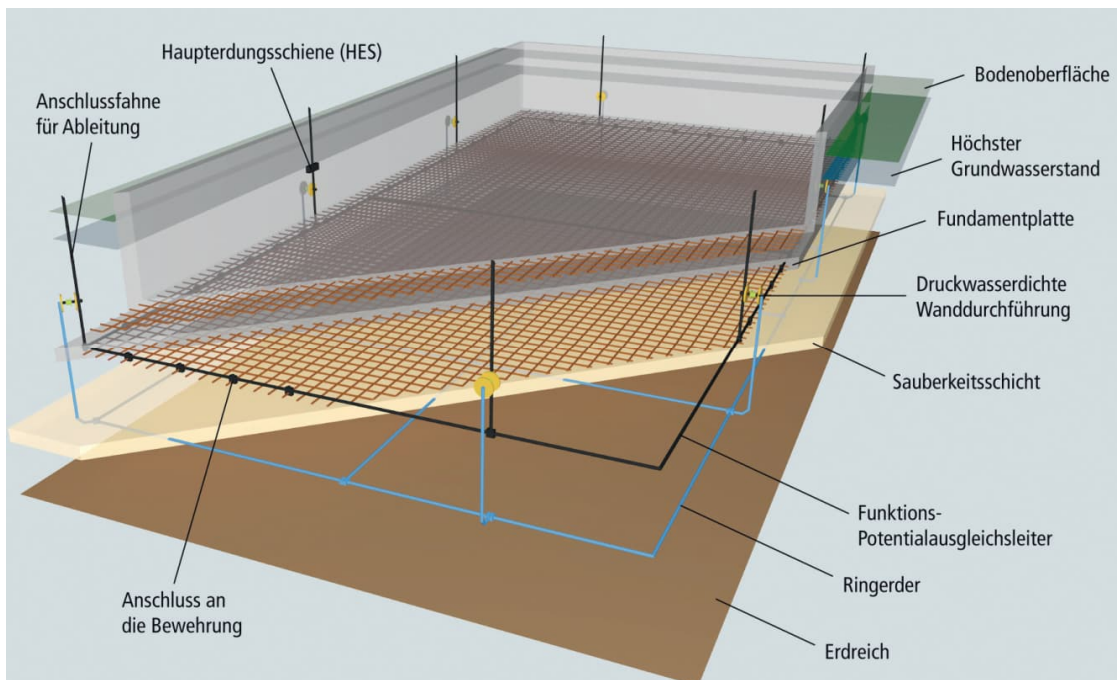 Haupterdungsschiene (HES)
Anschlussfahne
für Ableitung
Bodenoberfläche
Höchster
Grundwasserstand
Fundamentplatte
Druckwasserdichte
Wanddurchführung
Sauberkeitsschicht
Funktions-
Potentialausgleichsleiter
Ringerder
Anschluss an
die Bewehrung
Erdreich